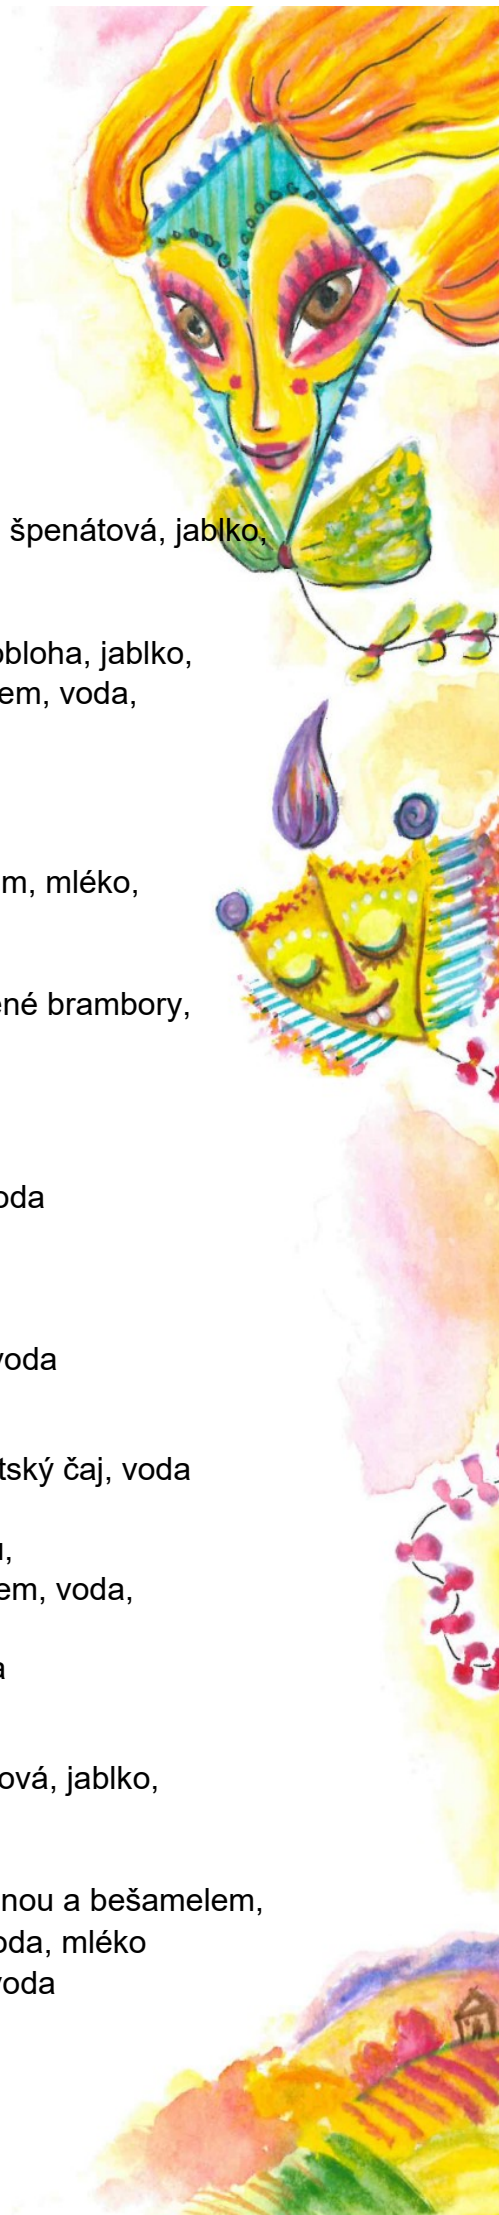 špenátová, jablko,
obloha, jablko,
em, voda,
m, mléko,
ené brambory,
oda
voda
tský čaj, voda
u,
em, voda,
a
ová, jablko,
nou a bešamelem,
oda, mléko
voda